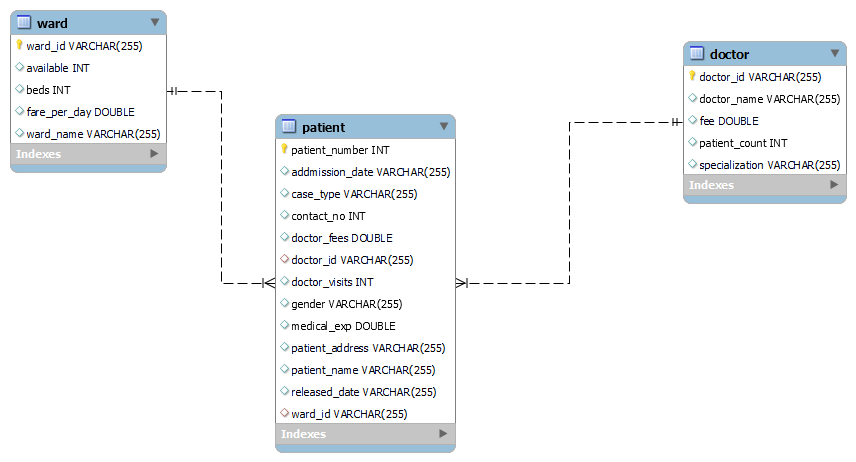 ward
ward_id VARCHAR(255)
available INT
beds INT
fare_per_day DOUBLE
ward_name VARCHAR(255)
Indexes
patient
patient_number INT
addmission_date VARCHAR(255)
case_type VARCHAR(255)
contact_no INT
doctor_fees DOUBLE
doctor_id VARCHAR(255)
doctor_visits INT
gender VARCHAR(255)
medical_exp DOUBLE
patient_address VARCHAR(255)
patient_name VARCHAR(255)
released_date VARCHAR(255)
ward_id VARCHAR(255)
Indexes
doctor
doctor_id VARCHAR(255)
doctor_name VARCHAR(255)
fee DOUBLE
patient_count INT
specialization VARCHAR(255)
Indexes